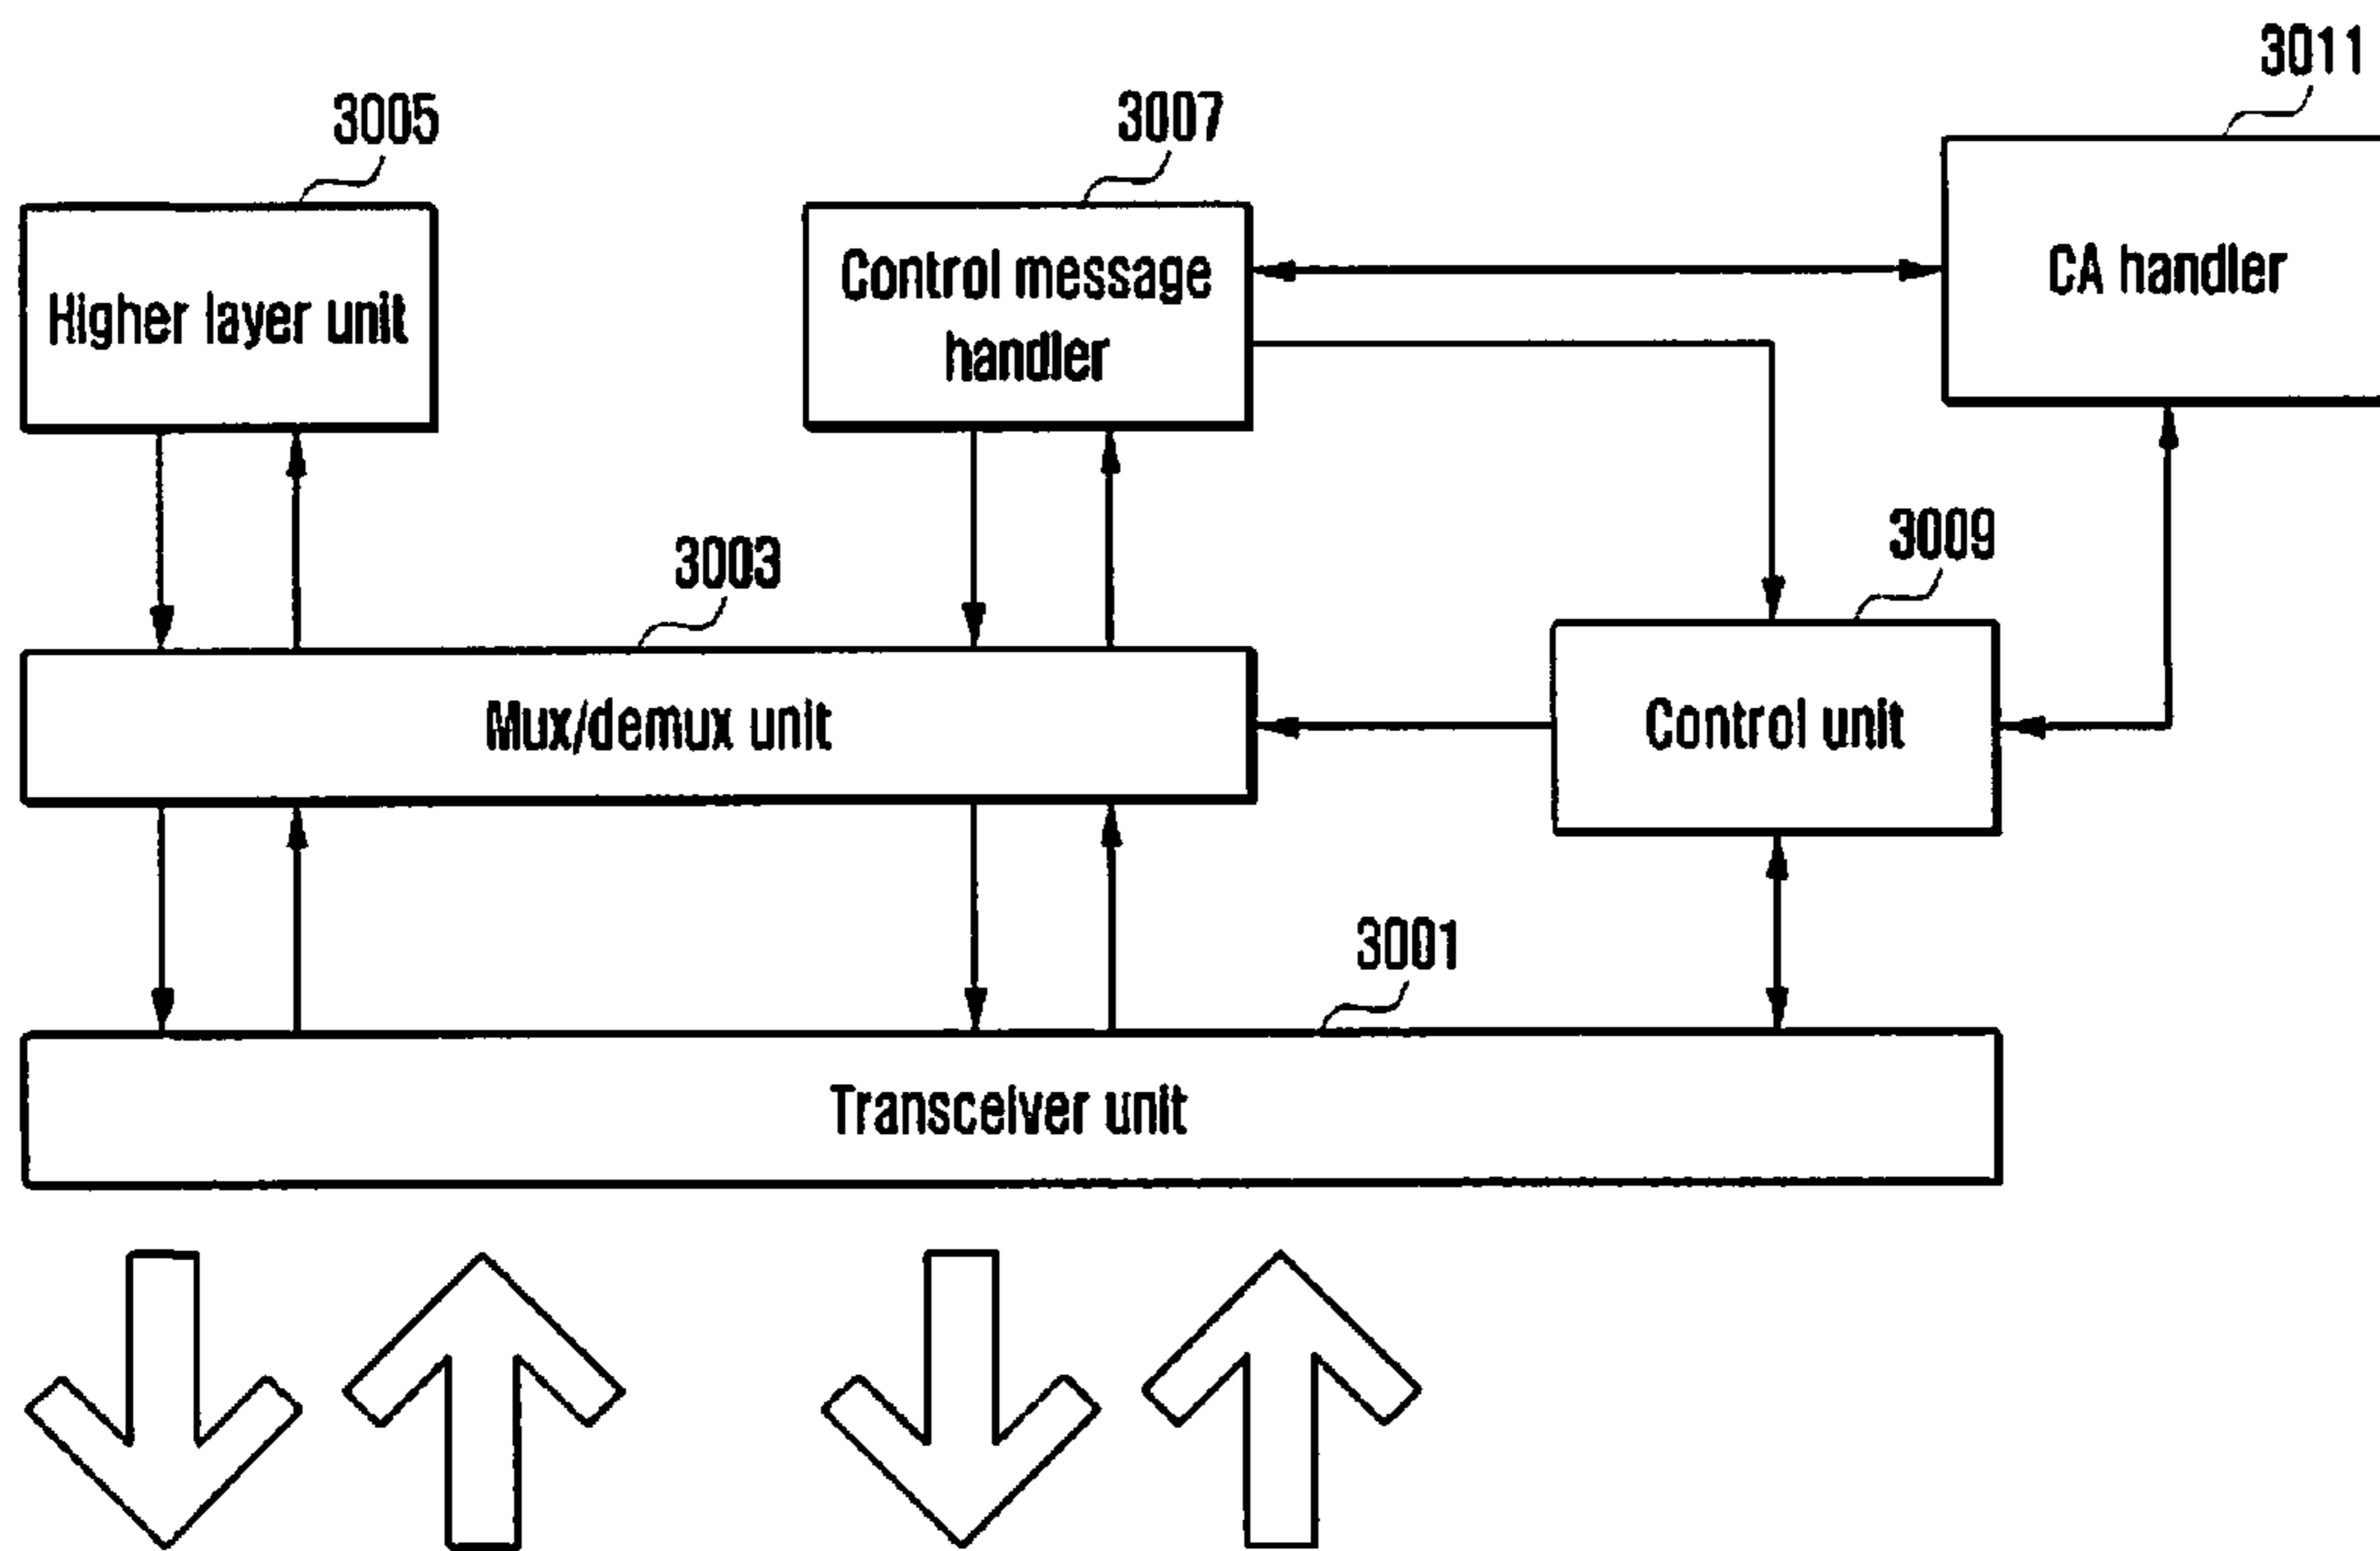 3011
3005
3007
Higher layer unit
Control message
handler
CA handler
3003
3009
Mux/demux unit
Control unit
3001
Transceiver unit